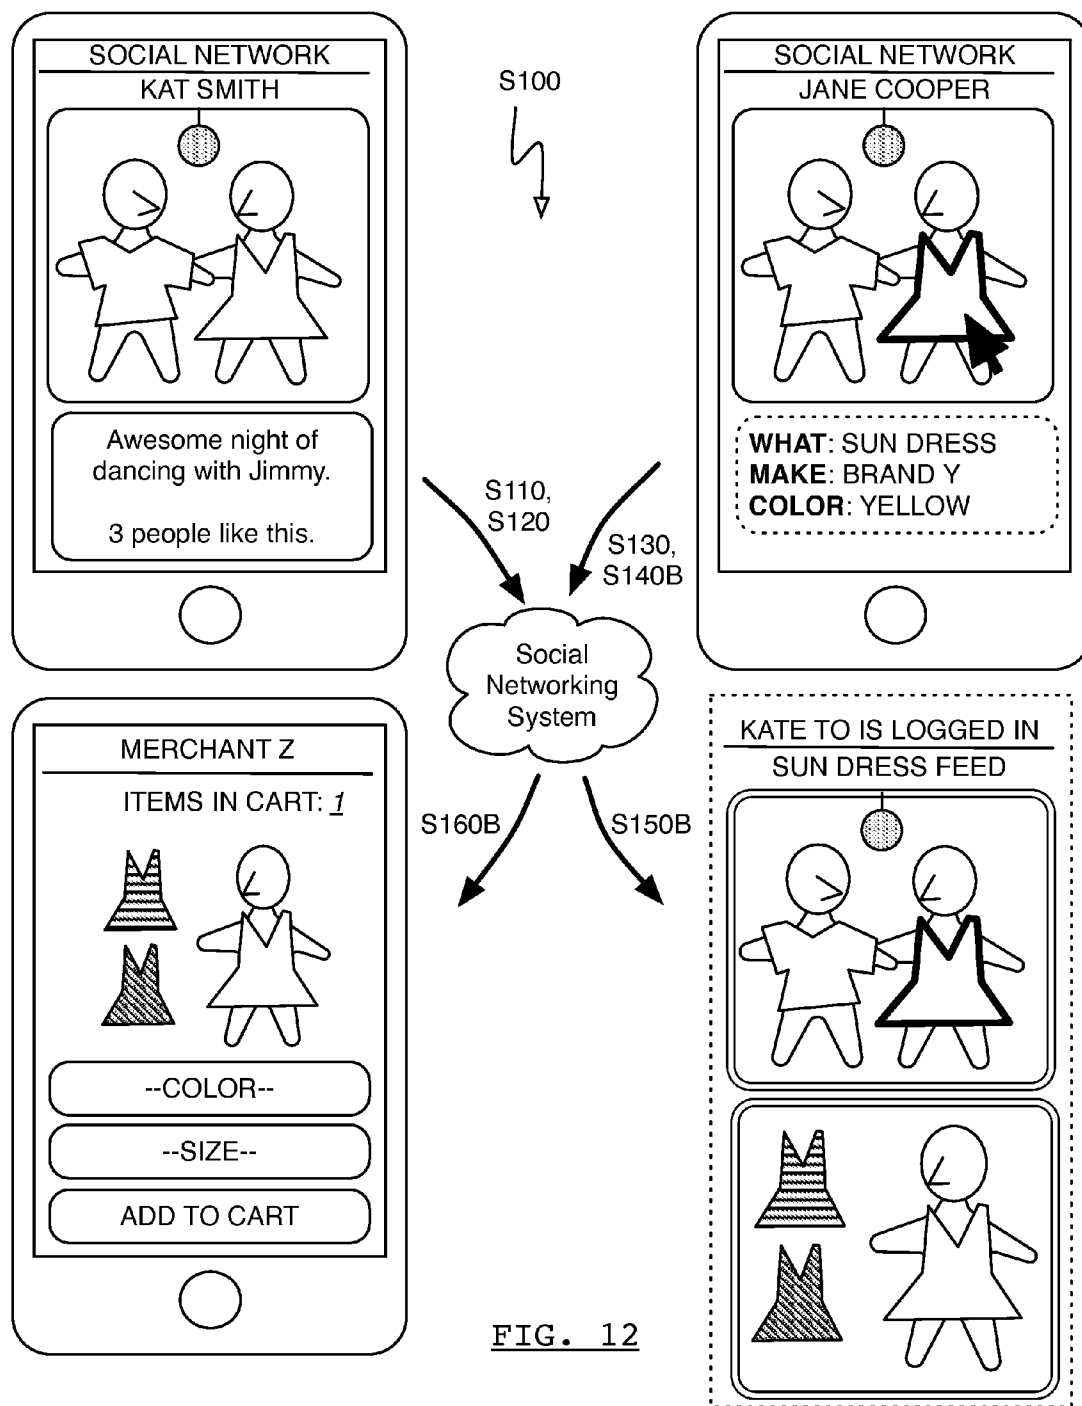 SOCIAL NETWORK
KAT SMITH
Awesome night of
dancing with Jimmy.
3 people like this.
S100
SOCIAL NETWORK
JANE COOPER
WHAT: SUN DRESS
MAKE: BRAND Y
COLOR: YELLOW
S110,
S120
S130,
S140B
Social
Networking
System
S160B
S150B
MERCHANT Z
ITEMS IN CART: 1
--COLOR--
--SIZE--
ADD TO CART
KATE TO IS LOGGED IN
SUN DRESS FEED
FIG. 12